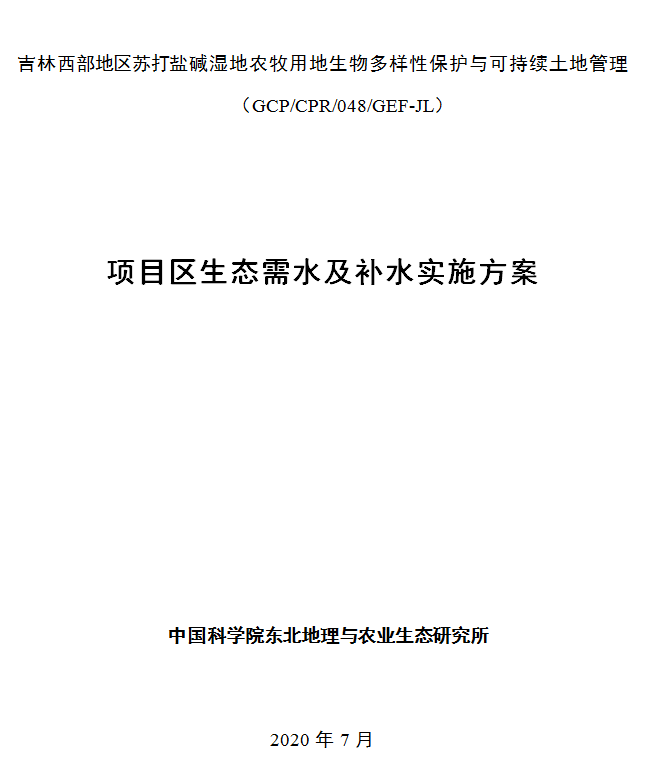 吉林西部地区苏打盐碱湿地农牧用地生物多样性保护与可持续土地管理
（GCP/CPR/048/GEF-JL）
项目区生态需水及补水实施方案
中国科学院东北地理与农业生态研究所
2020 年 7 月